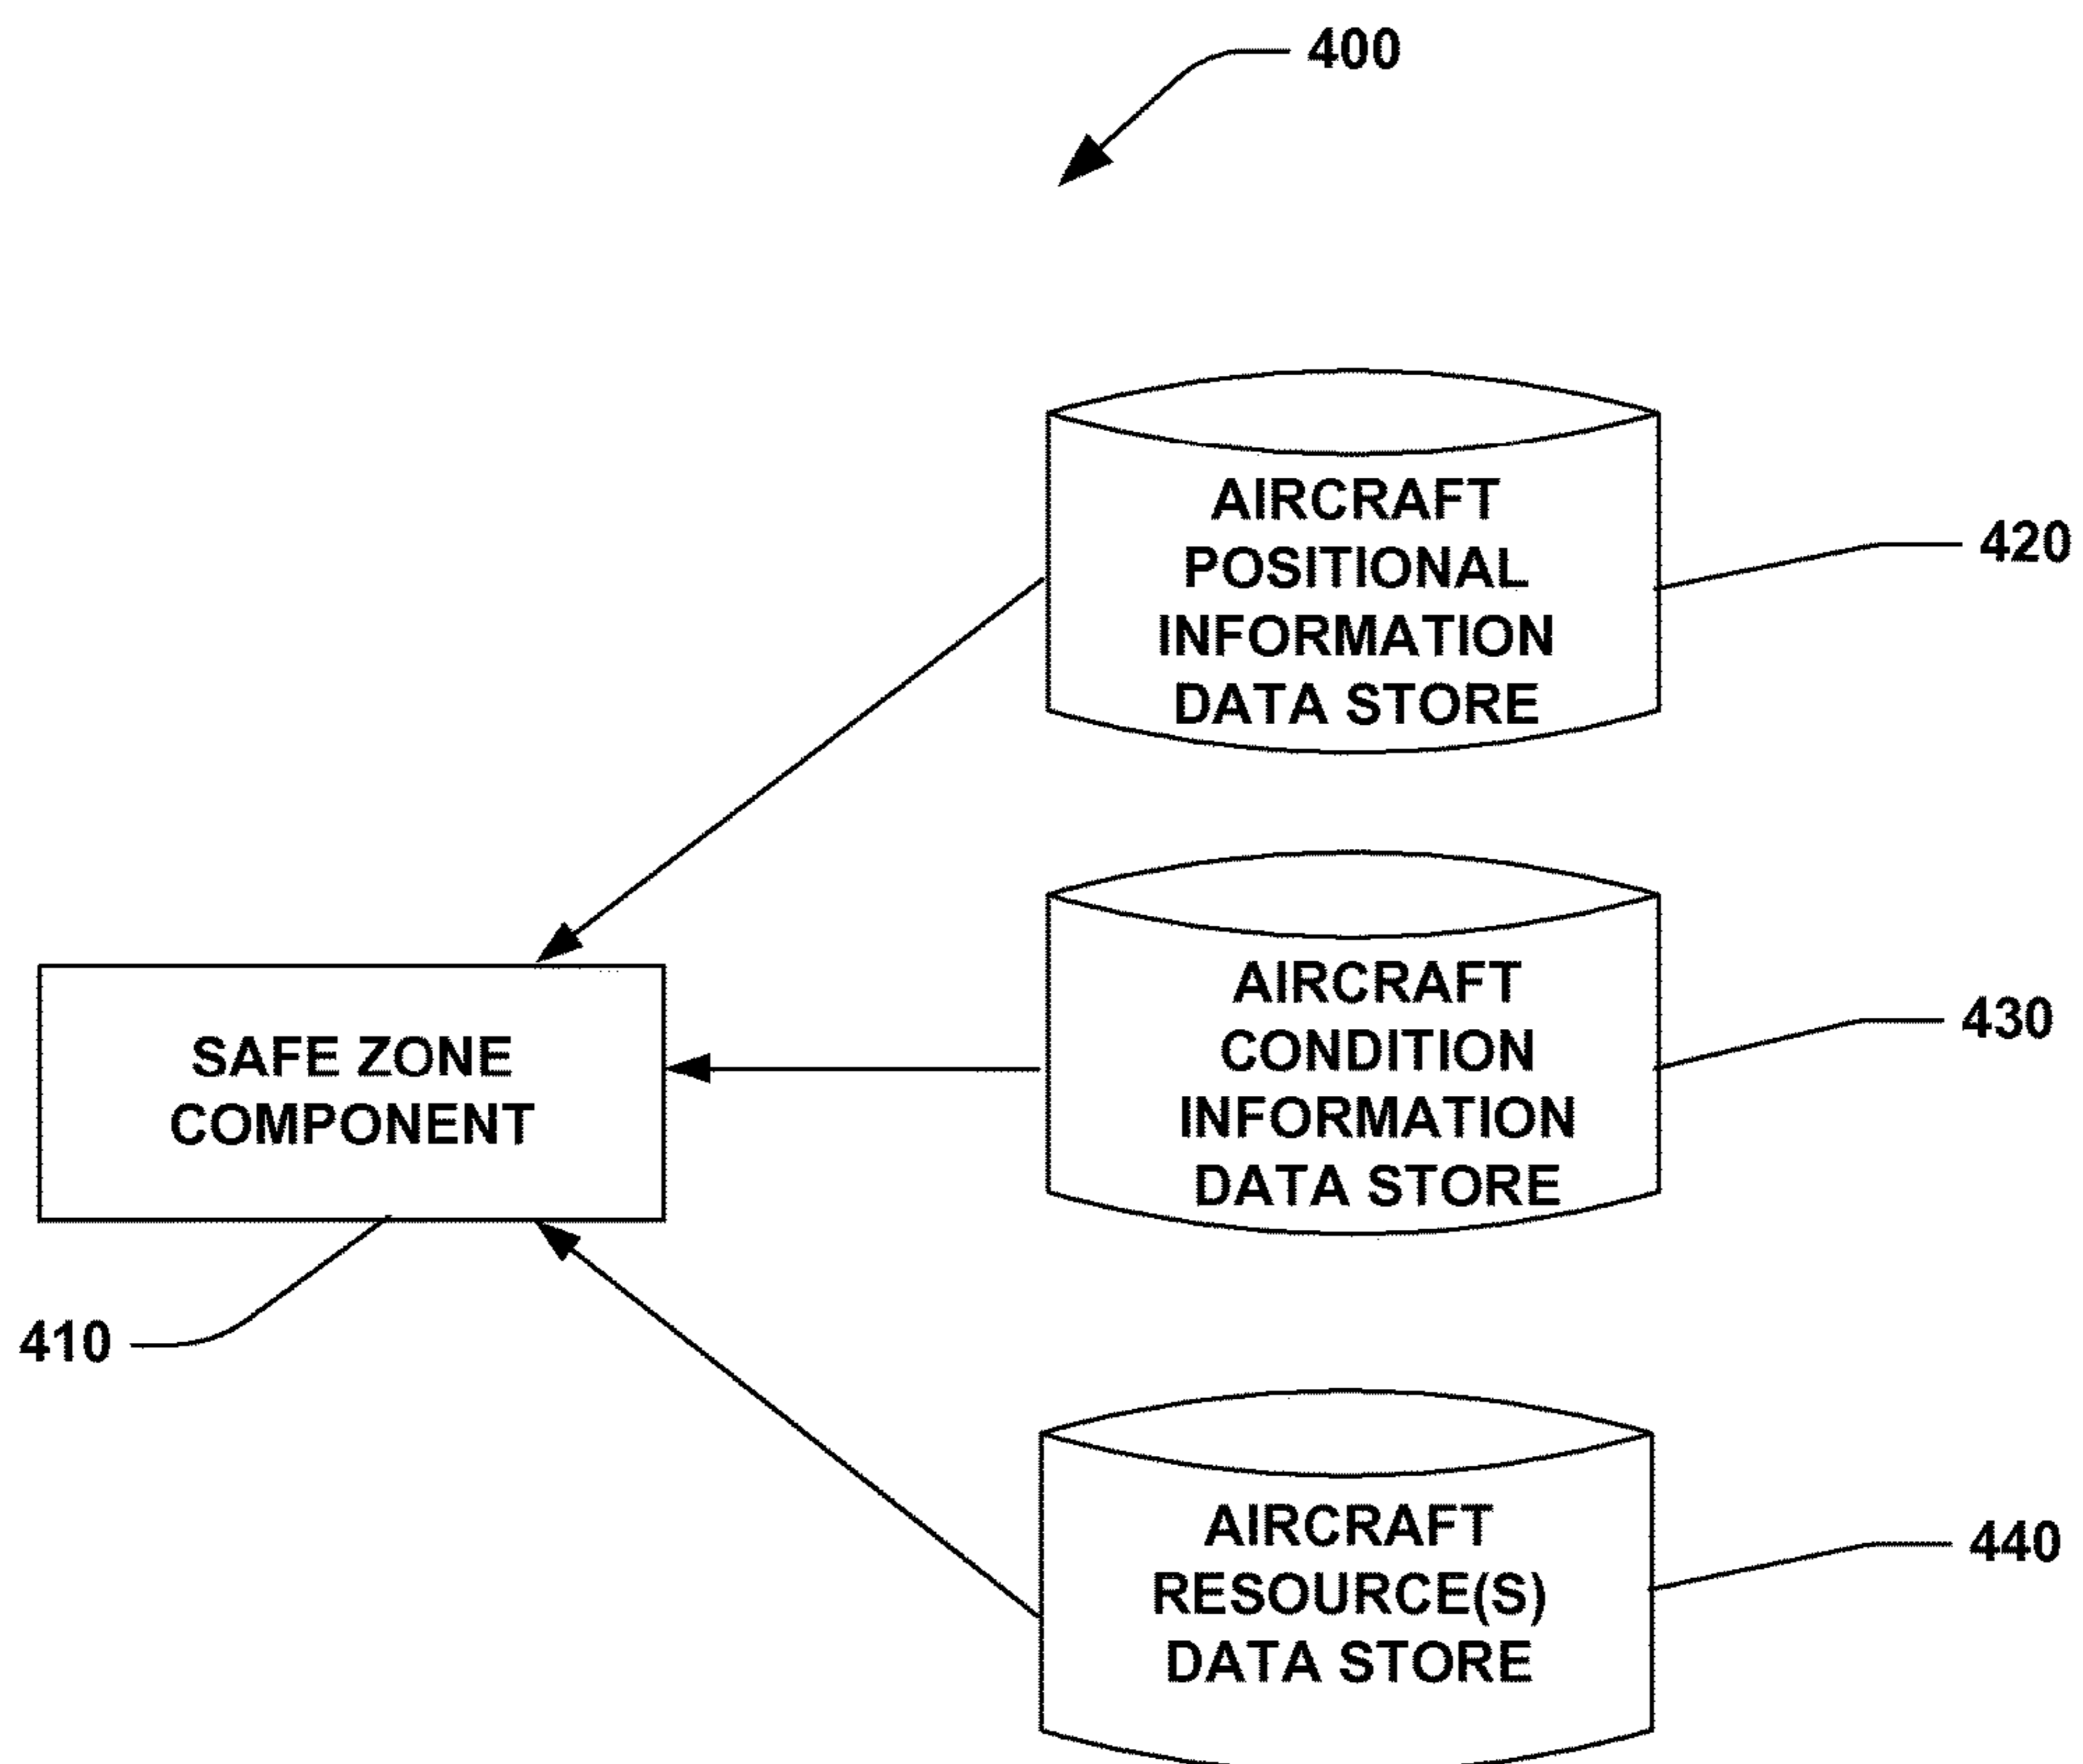 400
AIRCRAFT
POSITIONAL
INFORMATION
DATA STORE
420
AIRCRAFT
CONDITION
INFORMATION
DATA STORE
430
SAFE ZONE
COMPONENT
410
AIRCRAFT
RESOURCE(S)
DATA STORE
440